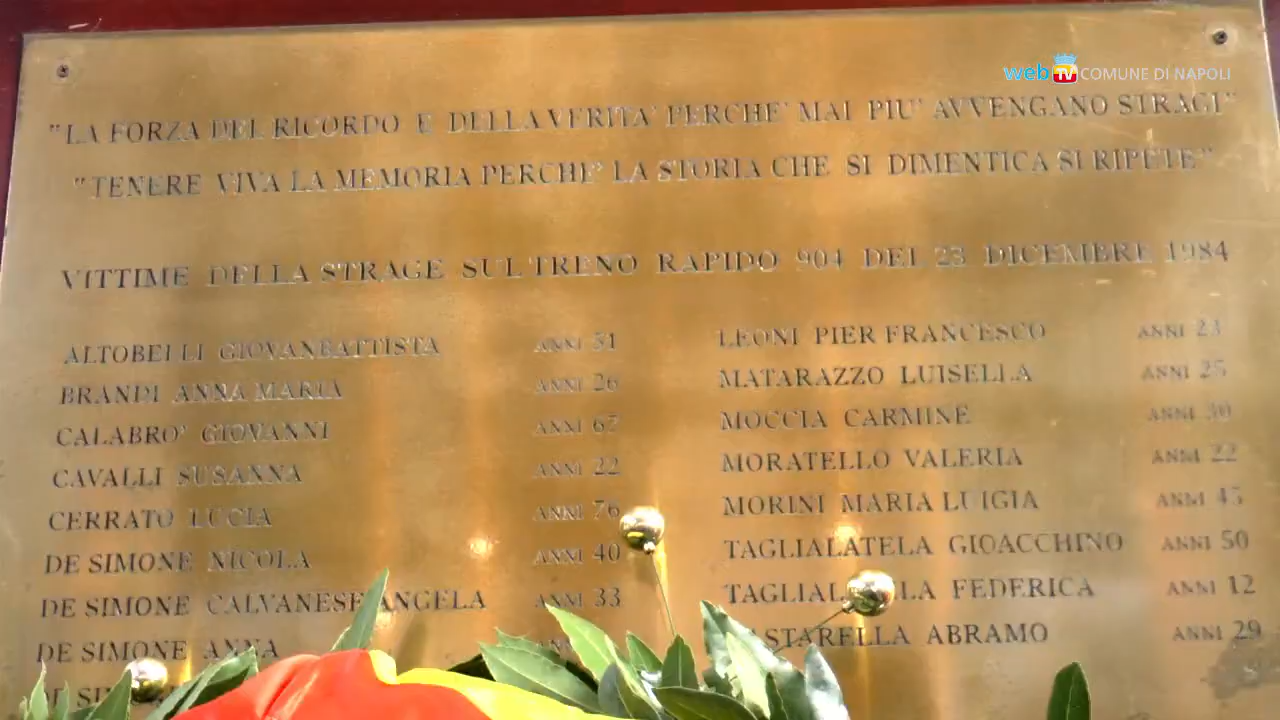 web TV COMUNE DI NAPOLI
"LA FORZA DEL RICORDO E DELLA VERITA' PERCHE' MAI PIU' AVVENGANO STRAGI"
"TENERE VIVA LA MEMORIA PERCHE' LA STORIA CHE SI DIMENTICA SI RIPETE"
VITTIME DELLA STRAGE SUL TRENO RAPIDO 904 DEL 23 DICEMBRE 1984
ALTOBELLI GIOVANBATTISTA ANNI 51
BRANDI ANNA MARIA ANNI 26
CALABRO' GIOVANNI ANNI 67
CAVALLI SUSANNA ANNI 22
CERRATO LUCIA ANNI 76
DE SIMONE NICOLA ANNI 40
DE SIMONE CALVANESE ANGELA ANNI 33
DE SIMONE ANNA
DE
LEONI PIER FRANCESCO ANNI 23
MATARAZZO LUISELLA ANNI 25
MOCCIA CARMINE ANNI 30
MORATELLO VALERIA ANNI 22
MORINI MARIA LUIGIA ANNI 45
TAGLIALATELA GIOACCHINO ANNI 50
FEDERICA ANNI 12
ABRAMO ANNI 29